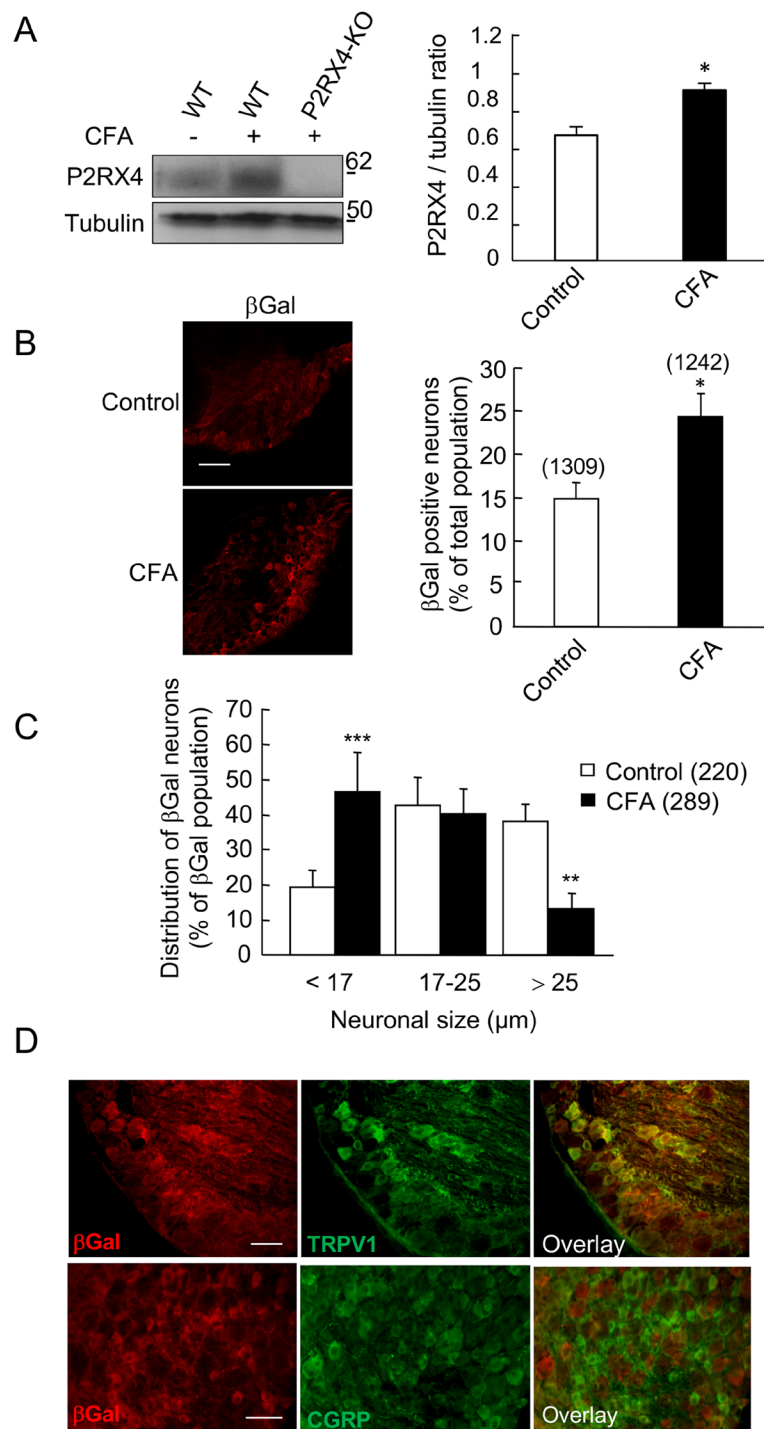 A
WT
WT
P2RX4-KO
CFA - + +
P2RX4
62
Tubulin
50
P2RX4 / tubulin ratio
1.2
1
0.8
0.6
0.4
0.2
0
*
Control
CFA
B
βGal
Control
CFA
βGal positive neurons
(% of total population)
30
25
20
15
10
5
0
(1309)
(1242)
*
Control
CFA
C
Distribution of βGal neurons
(% of βGal population)
70
60
50
40
30
20
10
0
***
**
Control (220)
CFA (289)
< 17
17-25
> 25
Neuronal size (µm)
D
βGal
TRPV1
Overlay
βGal
CGRP
Overlay